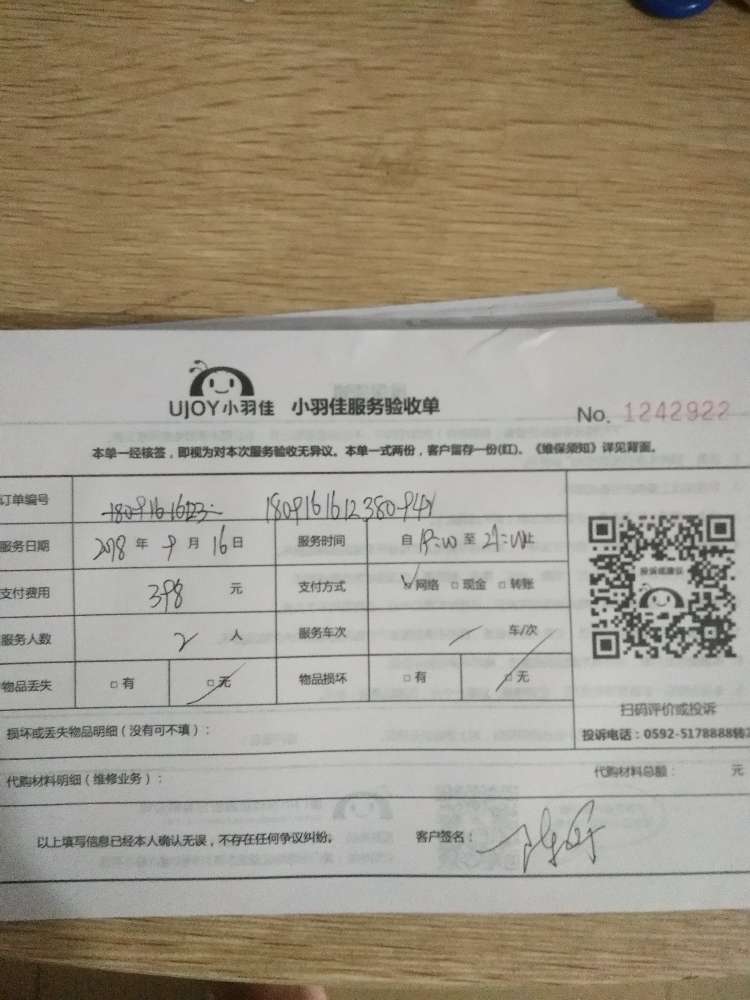 UJOY小羽佳 小羽佳服务验收单 No. 1242922
本单一经核签，即视为对本次服务验收无异议。本单一式两份，客户留存一份(红)、《维保须知》详见背面。
订单编号
服务日期 2018 年 9 月 16 日 服务时间 自 至 止
支付费用 398 元 支付方式 ☑网络 □现金 □转账
服务人数 2 人 服务车次 车/次
物品丢失 □有 □无 物品损坏 □有 □无
投诉或建议
扫码评价或投诉
损坏或丢失物品明细（没有可不填）：
投诉电话：0592-5178888转2
代购材料明细（维修业务）： 代购材料总额： 元
以上填写信息已经本人确认无误，不存在任何争议纠纷。 客户签名：